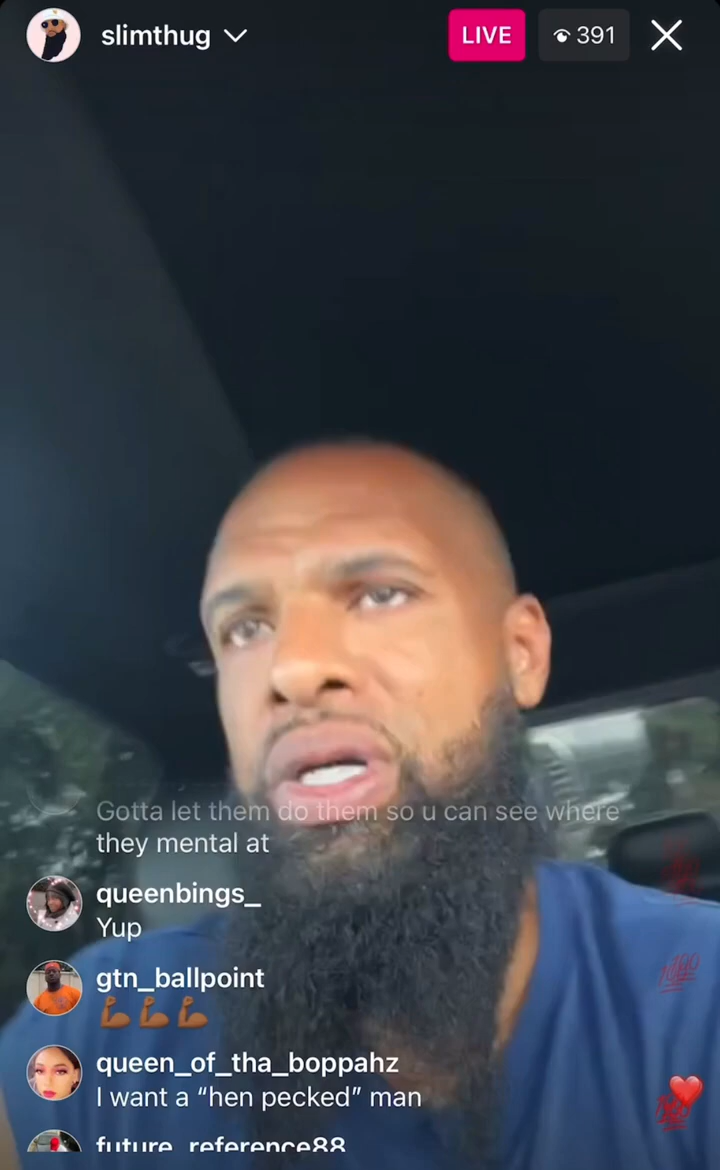 slimthug
LIVE
391
Gotta let them do them so u can see where
they mental at
queenbings_
Yup
gtn_ballpoint
💪🏾💪🏾💪🏾
queen_of_tha_boppahz
I want a “hen pecked” man
future_reference88